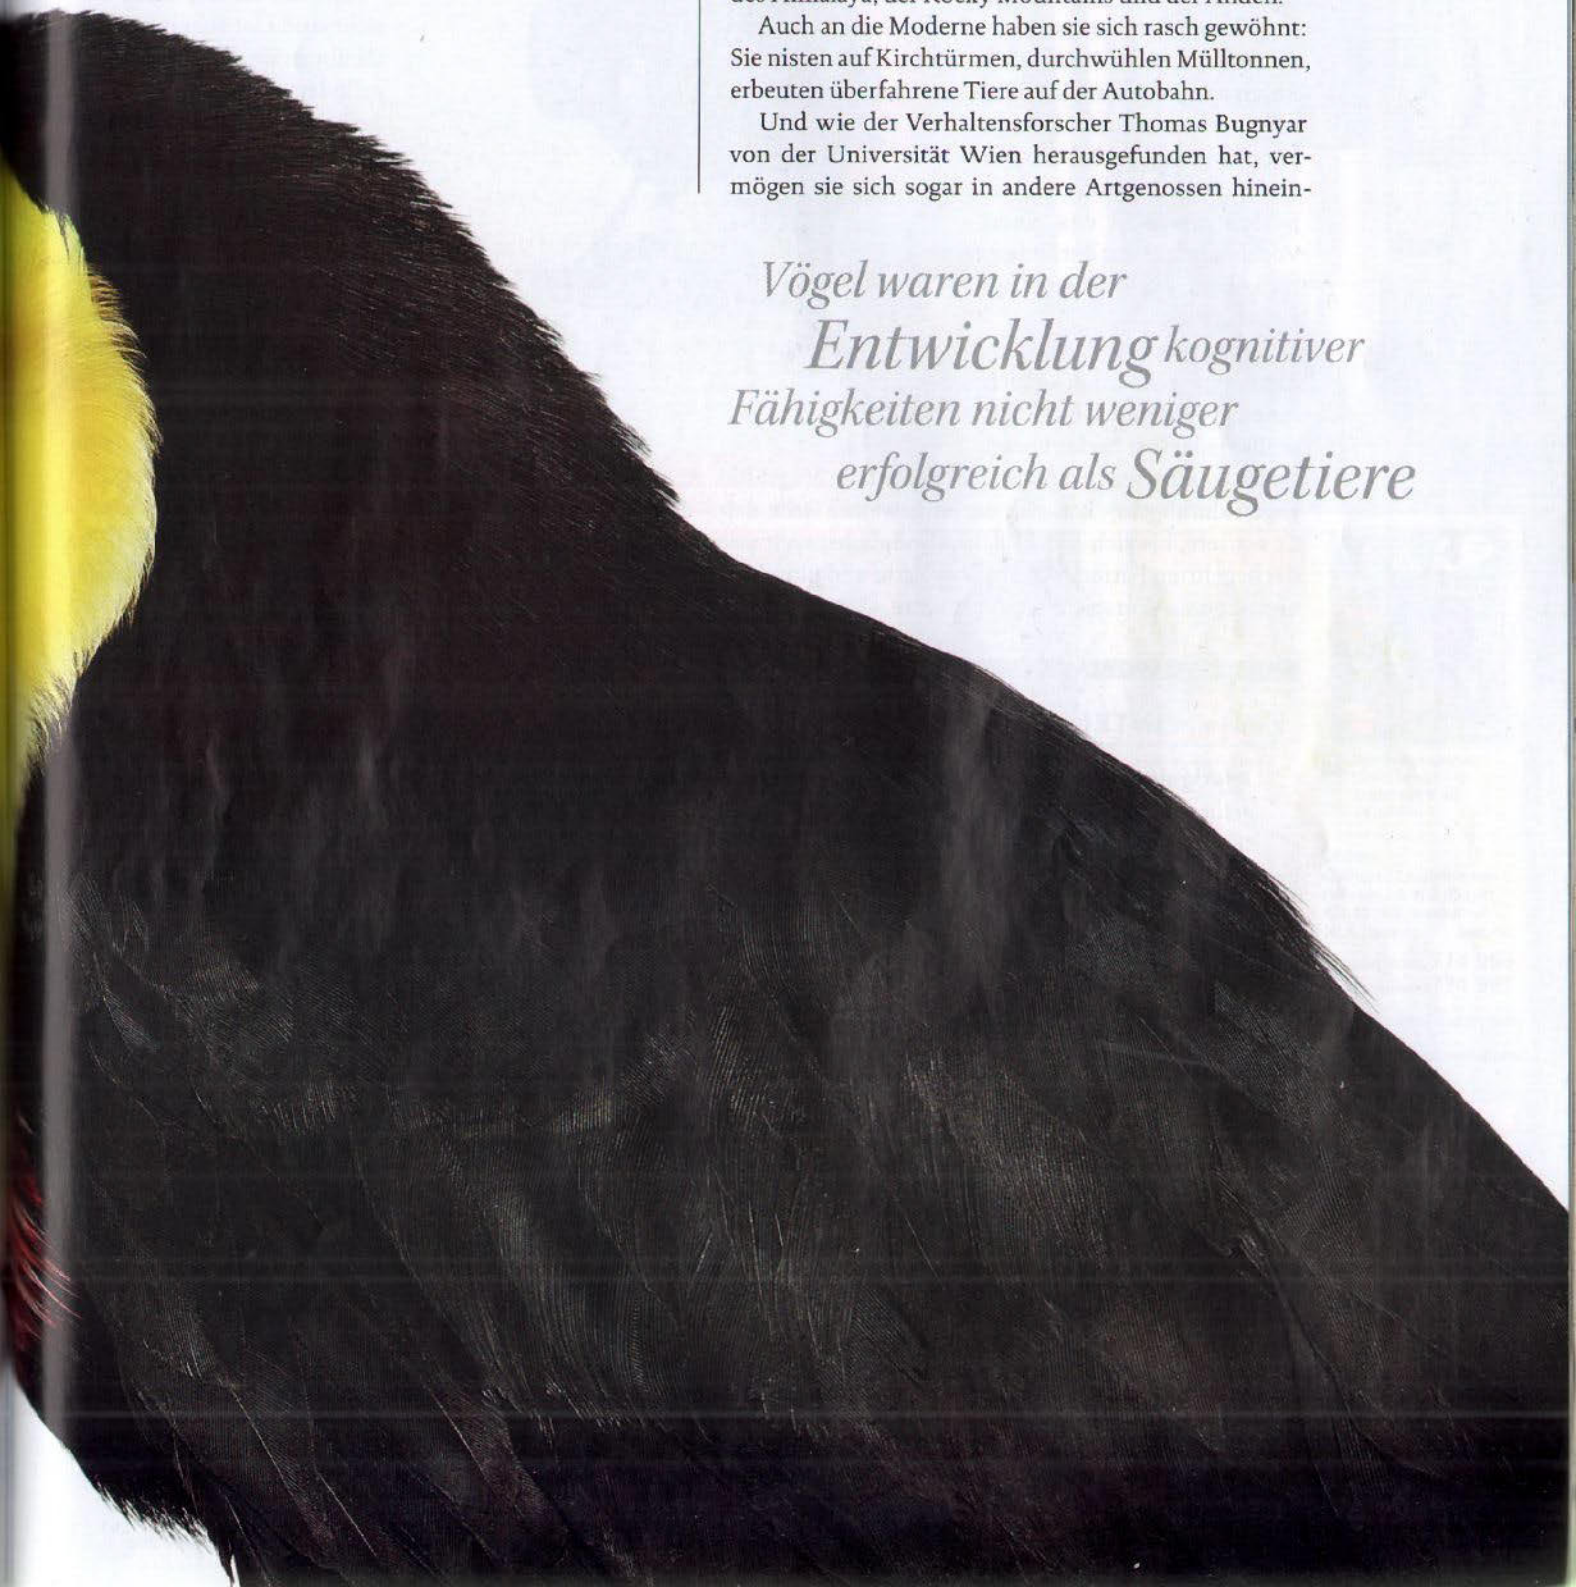 Auch an die Moderne haben sie sich rasch gewöhnt:
Sie nisten auf Kirchtürmen, durchwühlen Mülltonnen,
erbeuten überfahrene Tiere auf der Autobahn.
Und wie der Verhaltensforscher Thomas Bugnyar
von der Universität Wien herausgefunden hat, ver-
mögen sie sich sogar in andere Artgenossen hinein-
Vögel waren in der
Entwicklung kognitiver
Fähigkeiten nicht weniger
erfolgreich als Säugetiere